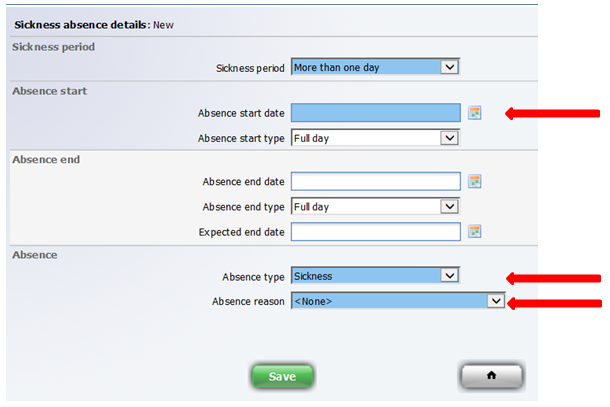 Sickness absence details: New
Sickness period
Sickness period More than one day
Absence start
Absence start date
Absence start type Full day
Absence end
Absence end date
Absence end type Full day
Expected end date
Absence
Absence type Sickness
Absence reason <None>
Save